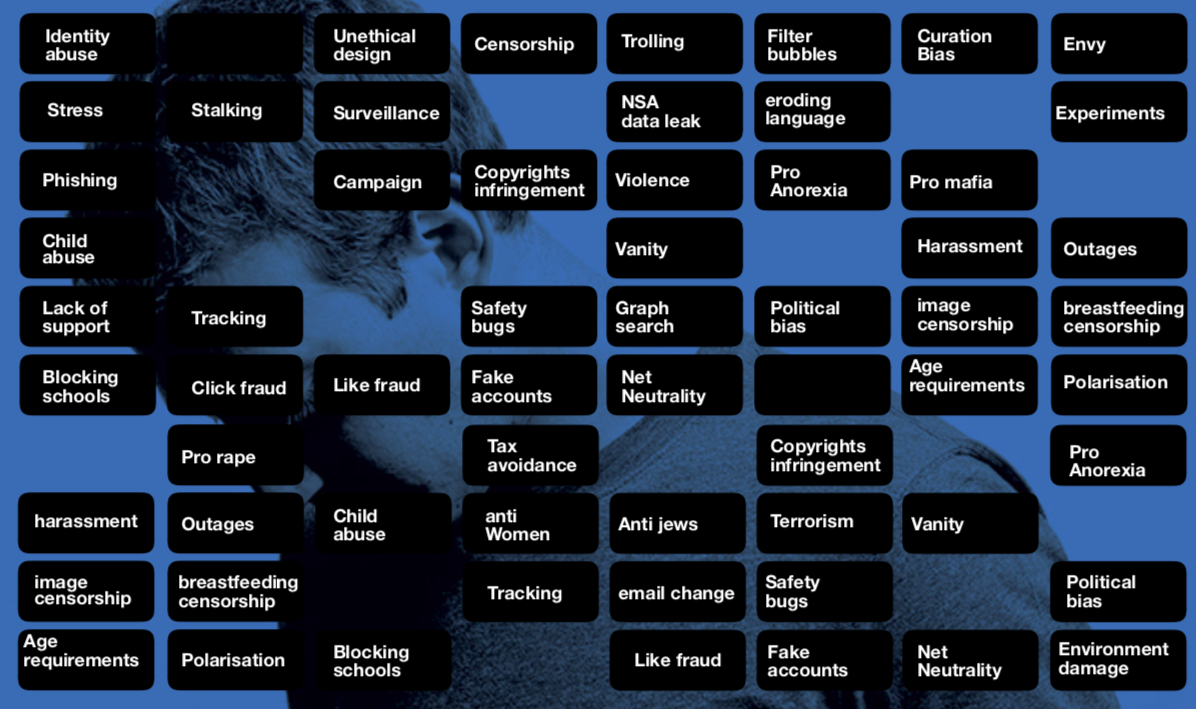 Identity
abuse
Unethical
design
Censorship
Trolling
Filter
bubbles
Curation
Bias
Envy
Stress
Stalking
Surveillance
NSA
data leak
eroding
language
Experiments
Phishing
Campaign
Copyrights
infringement
Violence
Pro
Anorexia
Pro mafia
Child
abuse
Vanity
Harassment
Outages
Lack of
support
Tracking
Safety
bugs
Graph
search
Political
bias
image
censorship
breastfeeding
censorship
Blocking
schools
Click fraud
Like fraud
Fake
accounts
Net
Neutrality
Age
requirements
Polarisation
Pro rape
Tax
avoidance
Copyrights
infringement
Pro
Anorexia
harassment
Outages
Child
abuse
anti
Women
Anti jews
Terrorism
Vanity
image
censorship
breastfeeding
censorship
Tracking
email change
Safety
bugs
Political
bias
Age
requirements
Polarisation
Blocking
schools
Like fraud
Fake
accounts
Net
Neutrality
Environment
damage